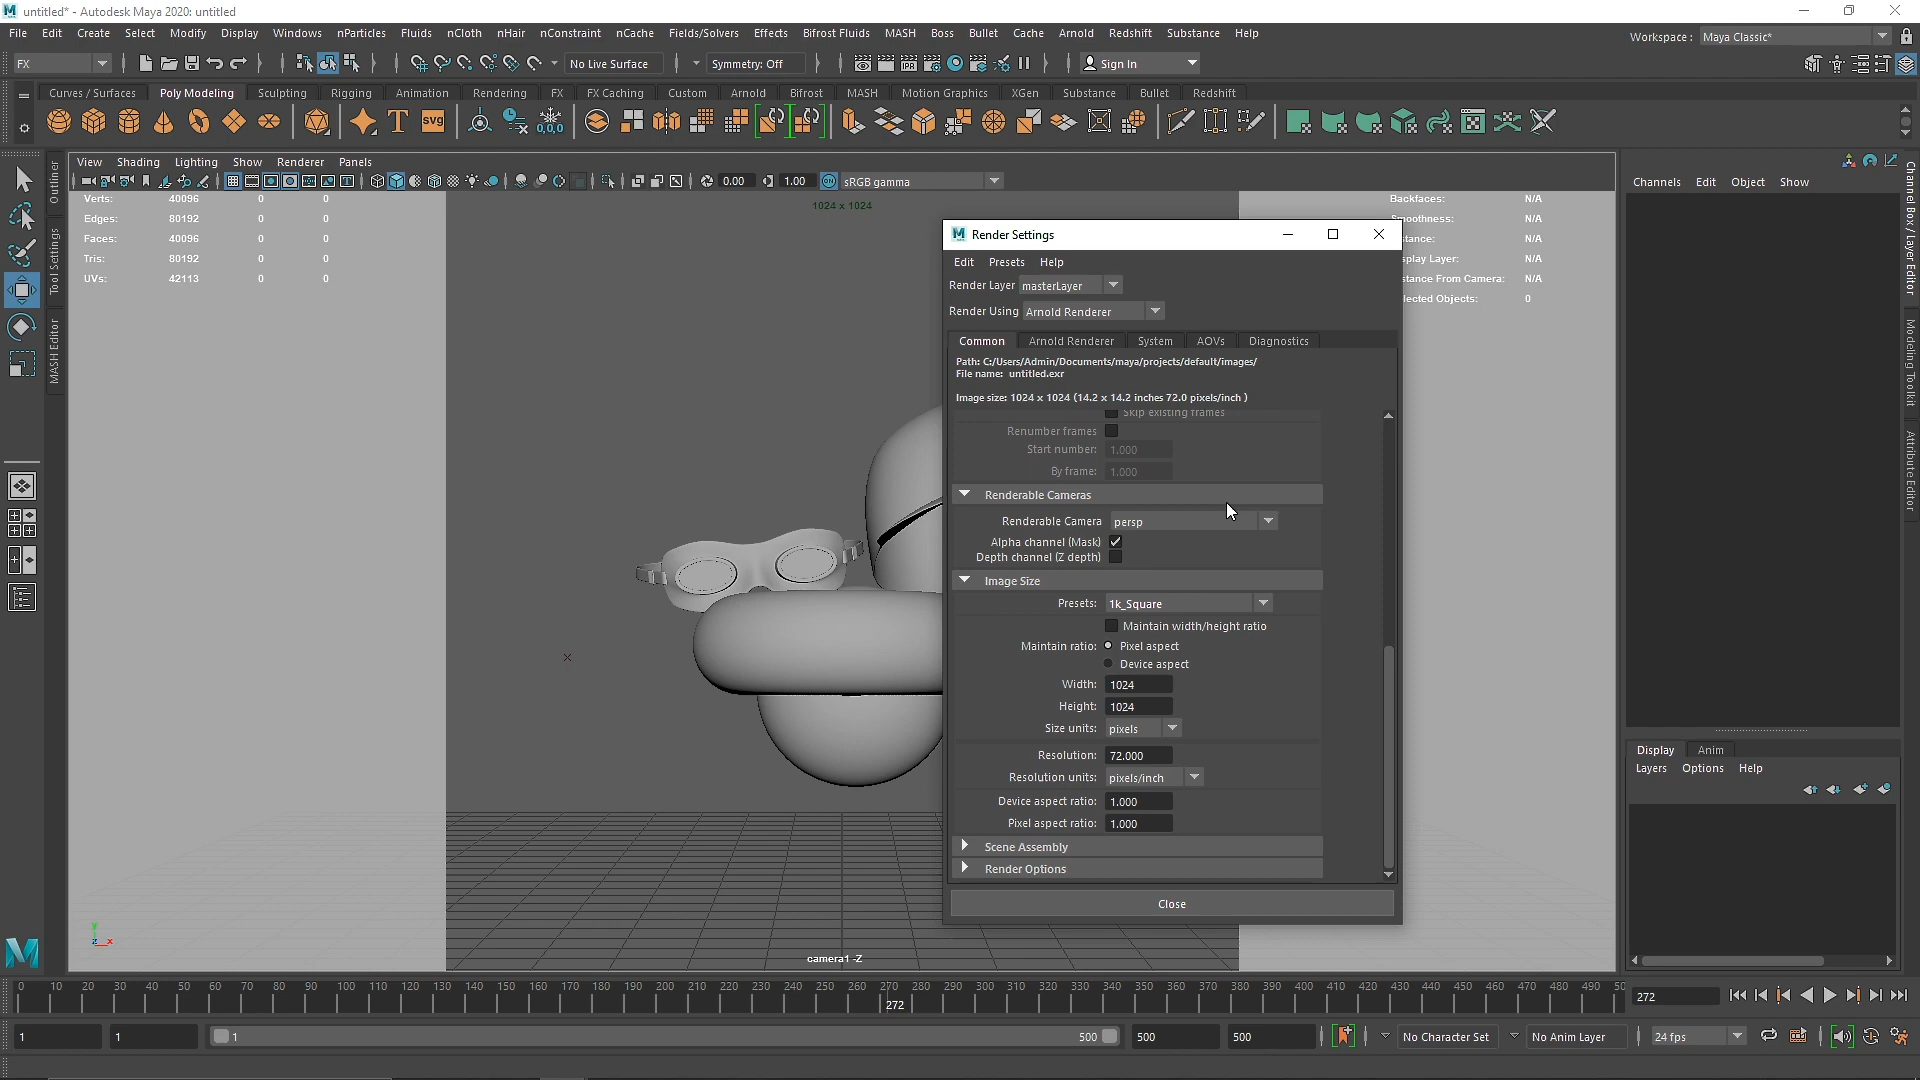 untitled* - Autodesk Maya 2020: untitled
File Edit Create Select Modify Display Windows nParticles Fluids nCloth nHair nConstraint nCache Fields/Solvers Effects Bifrost Fluids MASH Boss Bullet Cache Arnold Redshift Substance Help
Workspace : Maya Classic*
FX No Live Surface Symmetry: Off Sign In
Curves / Surfaces Poly Modeling Sculpting Rigging Animation Rendering FX FX Caching Custom Arnold Bifrost MASH Motion Graphics XGen Substance Bullet Redshift
View Shading Lighting Show Renderer Panels
0.00 1.00 sRGB gamma
Outliner
Tool Settings
MASH Editor
Verts: 40096 0 0
Edges: 80192 0 0
Faces: 40096 0 0
Tris: 80192 0 0
UVs: 42113 0 0
1024 x 1024
Backfaces: N/A
N/A
N/A
N/A
N/A
0
camera1 -Z
Render Settings
Edit Presets Help
Render Layer masterLayer
Render Using Arnold Renderer
Common Arnold Renderer System AOVs Diagnostics
Path: C:/Users/Admin/Documents/maya/projects/default/images/
File name: untitled.exr
Image size: 1024 x 1024 (14.2 x 14.2 inches 72.0 pixels/inch )
Skip existing frames
Renumber frames
Start number: 1.000
By frame: 1.000
Renderable Cameras
Renderable Camera persp
Alpha channel (Mask)
Depth channel (Z depth)
Image Size
Presets: 1k_Square
Maintain width/height ratio
Maintain ratio: Pixel aspect
Device aspect
Width: 1024
Height: 1024
Size units: pixels
Resolution: 72.000
Resolution units: pixels/inch
Device aspect ratio: 1.000
Pixel aspect ratio: 1.000
Scene Assembly
Render Options
Close
Channels Edit Object Show
Channel Box / Layer Editor
Modeling Toolkit
Attribute Editor
Display Anim
Layers Options Help
0 10 20 30 40 50 60 70 80 90 100 110 120 130 140 150 160 170 180 190 200 210 220 230 240 250 260 270 280 290 300 310 320 330 340 350 360 370 380 390 400 410 420 430 440 450 460 470 480 490
272
272
1 1 1 500 500 500 No Character Set No Anim Layer 24 fps